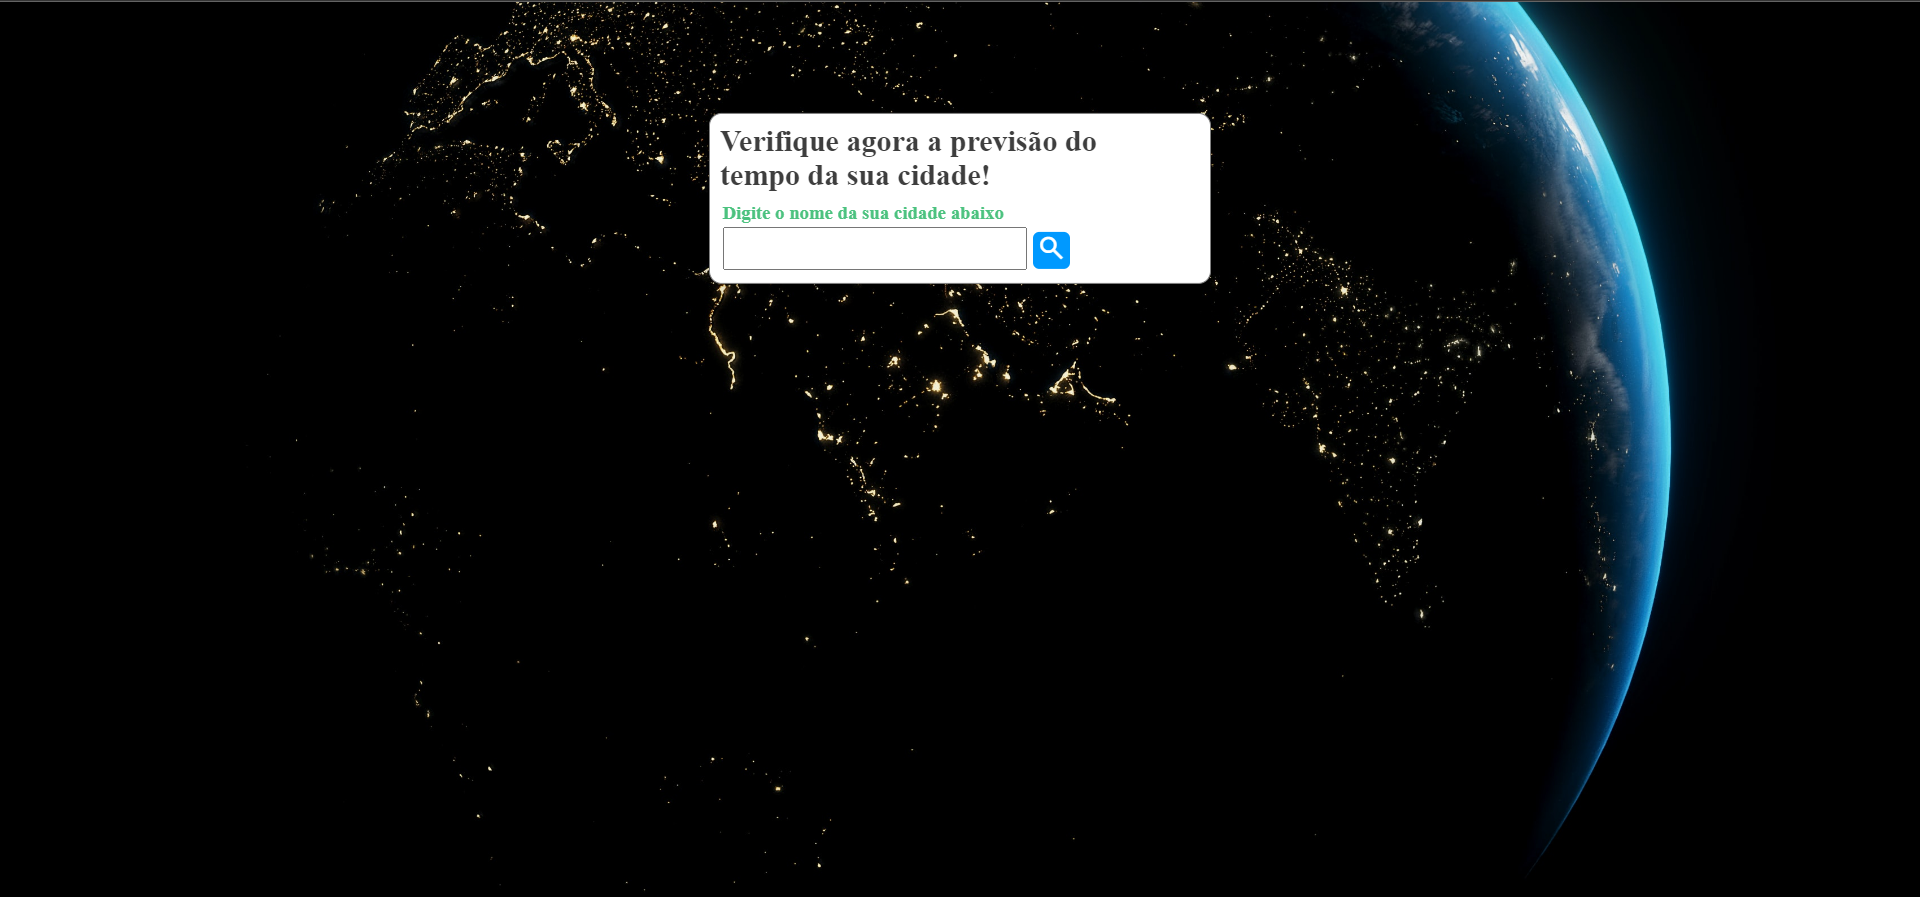 Verifique agora a previsão do
tempo da sua cidade!
Digite o nome da sua cidade abaixo